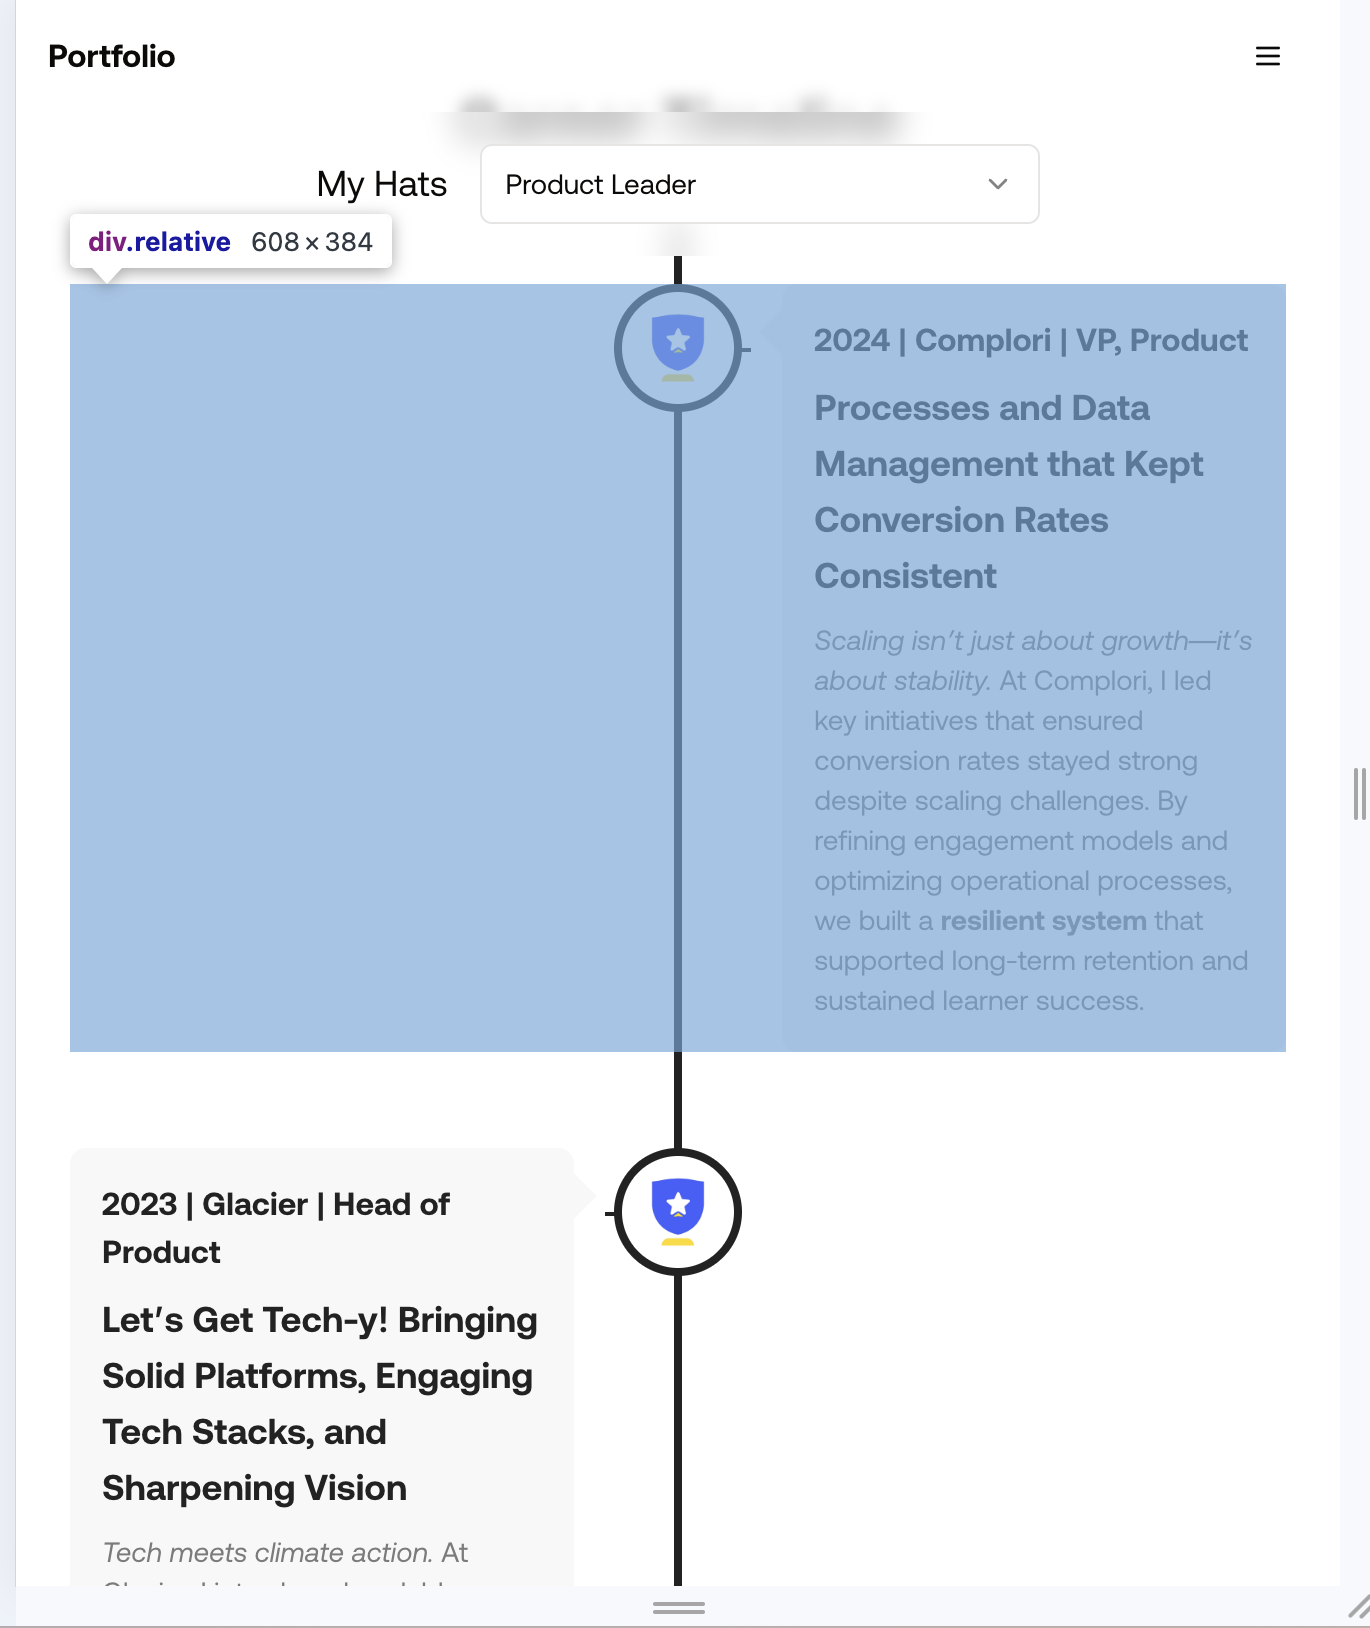 Portfolio
My Hats
Product Leader
div.relative 608 × 384
2024 | Complori | VP, Product
Processes and Data
Management that Kept
Conversion Rates
Consistent
Scaling isn’t just about growth—it’s
about stability. At Complori, I led
key initiatives that ensured
conversion rates stayed strong
despite scaling challenges. By
refining engagement models and
optimizing operational processes,
we built a resilient system that
supported long-term retention and
sustained learner success.
2023 | Glacier | Head of
Product
Let’s Get Tech-y! Bringing
Solid Platforms, Engaging
Tech Stacks, and
Sharpening Vision
Tech meets climate action. At